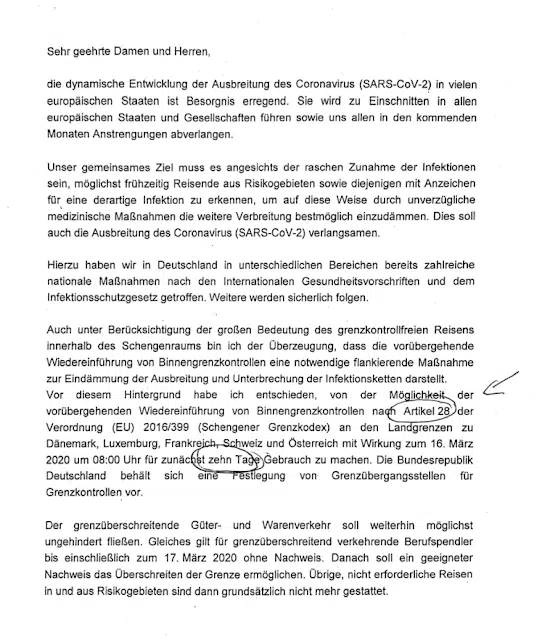 Sehr geehrte Damen und Herren,
die dynamische Entwicklung der Ausbreitung des Coronavirus (SARS-CoV-2) in vielen
europäischen Staaten ist Besorgnis erregend. Sie wird zu Einschnitten in allen
europäischen Staaten und Gesellschaften führen sowie uns allen in den kommenden
Monaten Anstrengungen abverlangen.
Unser gemeinsames Ziel muss es angesichts der raschen Zunahme der Infektionen
sein, möglichst frühzeitig Reisende aus Risikogebieten sowie diejenigen mit Anzeichen
für eine derartige Infektion zu erkennen, um auf diese Weise durch unverzügliche
medizinische Maßnahmen die weitere Verbreitung bestmöglich einzudämmen. Dies soll
auch die Ausbreitung des Coronavirus (SARS-CoV-2) verlangsamen.
Hierzu haben wir in Deutschland in unterschiedlichen Bereichen bereits zahlreiche
nationale Maßnahmen nach den Internationalen Gesundheitsvorschriften und dem
Infektionsschutzgesetz getroffen. Weitere werden sicherlich folgen.
Auch unter Berücksichtigung der großen Bedeutung des grenzkontrollfreien Reisens
innerhalb des Schengenraums bin ich der Überzeugung, dass die vorübergehende
Wiedereinführung von Binnengrenzkontrollen eine notwendige flankierende Maßnahme
zur Eindämmung der Ausbreitung und Unterbrechung der Infektionsketten darstellt.
Vor diesem Hintergrund habe ich entschieden, von der Möglichkeit der
vorübergehenden Wiedereinführung von Binnengrenzkontrollen nach Artikel 28 der
Verordnung (EU) 2016/399 (Schengener Grenzkodex) an den Landgrenzen zu
Dänemark, Luxemburg, Frankreich, Schweiz und Österreich mit Wirkung zum 16. März
2020 um 08:00 Uhr für zunächst zehn Tage Gebrauch zu machen. Die Bundesrepublik
Deutschland behält sich eine Festlegung von Grenzübergangsstellen für
Grenzkontrollen vor.
Der grenzüberschreitende Güter- und Warenverkehr soll weiterhin möglichst
ungehindert fließen. Gleiches gilt für grenzüberschreitend verkehrende Berufspendler
bis einschließlich zum 17. März 2020 ohne Nachweis. Danach soll ein geeigneter
Nachweis das Überschreiten der Grenze ermöglichen. Übrige, nicht erforderliche Reisen
in und aus Risikogebieten sind dann grundsätzlich nicht mehr gestattet.